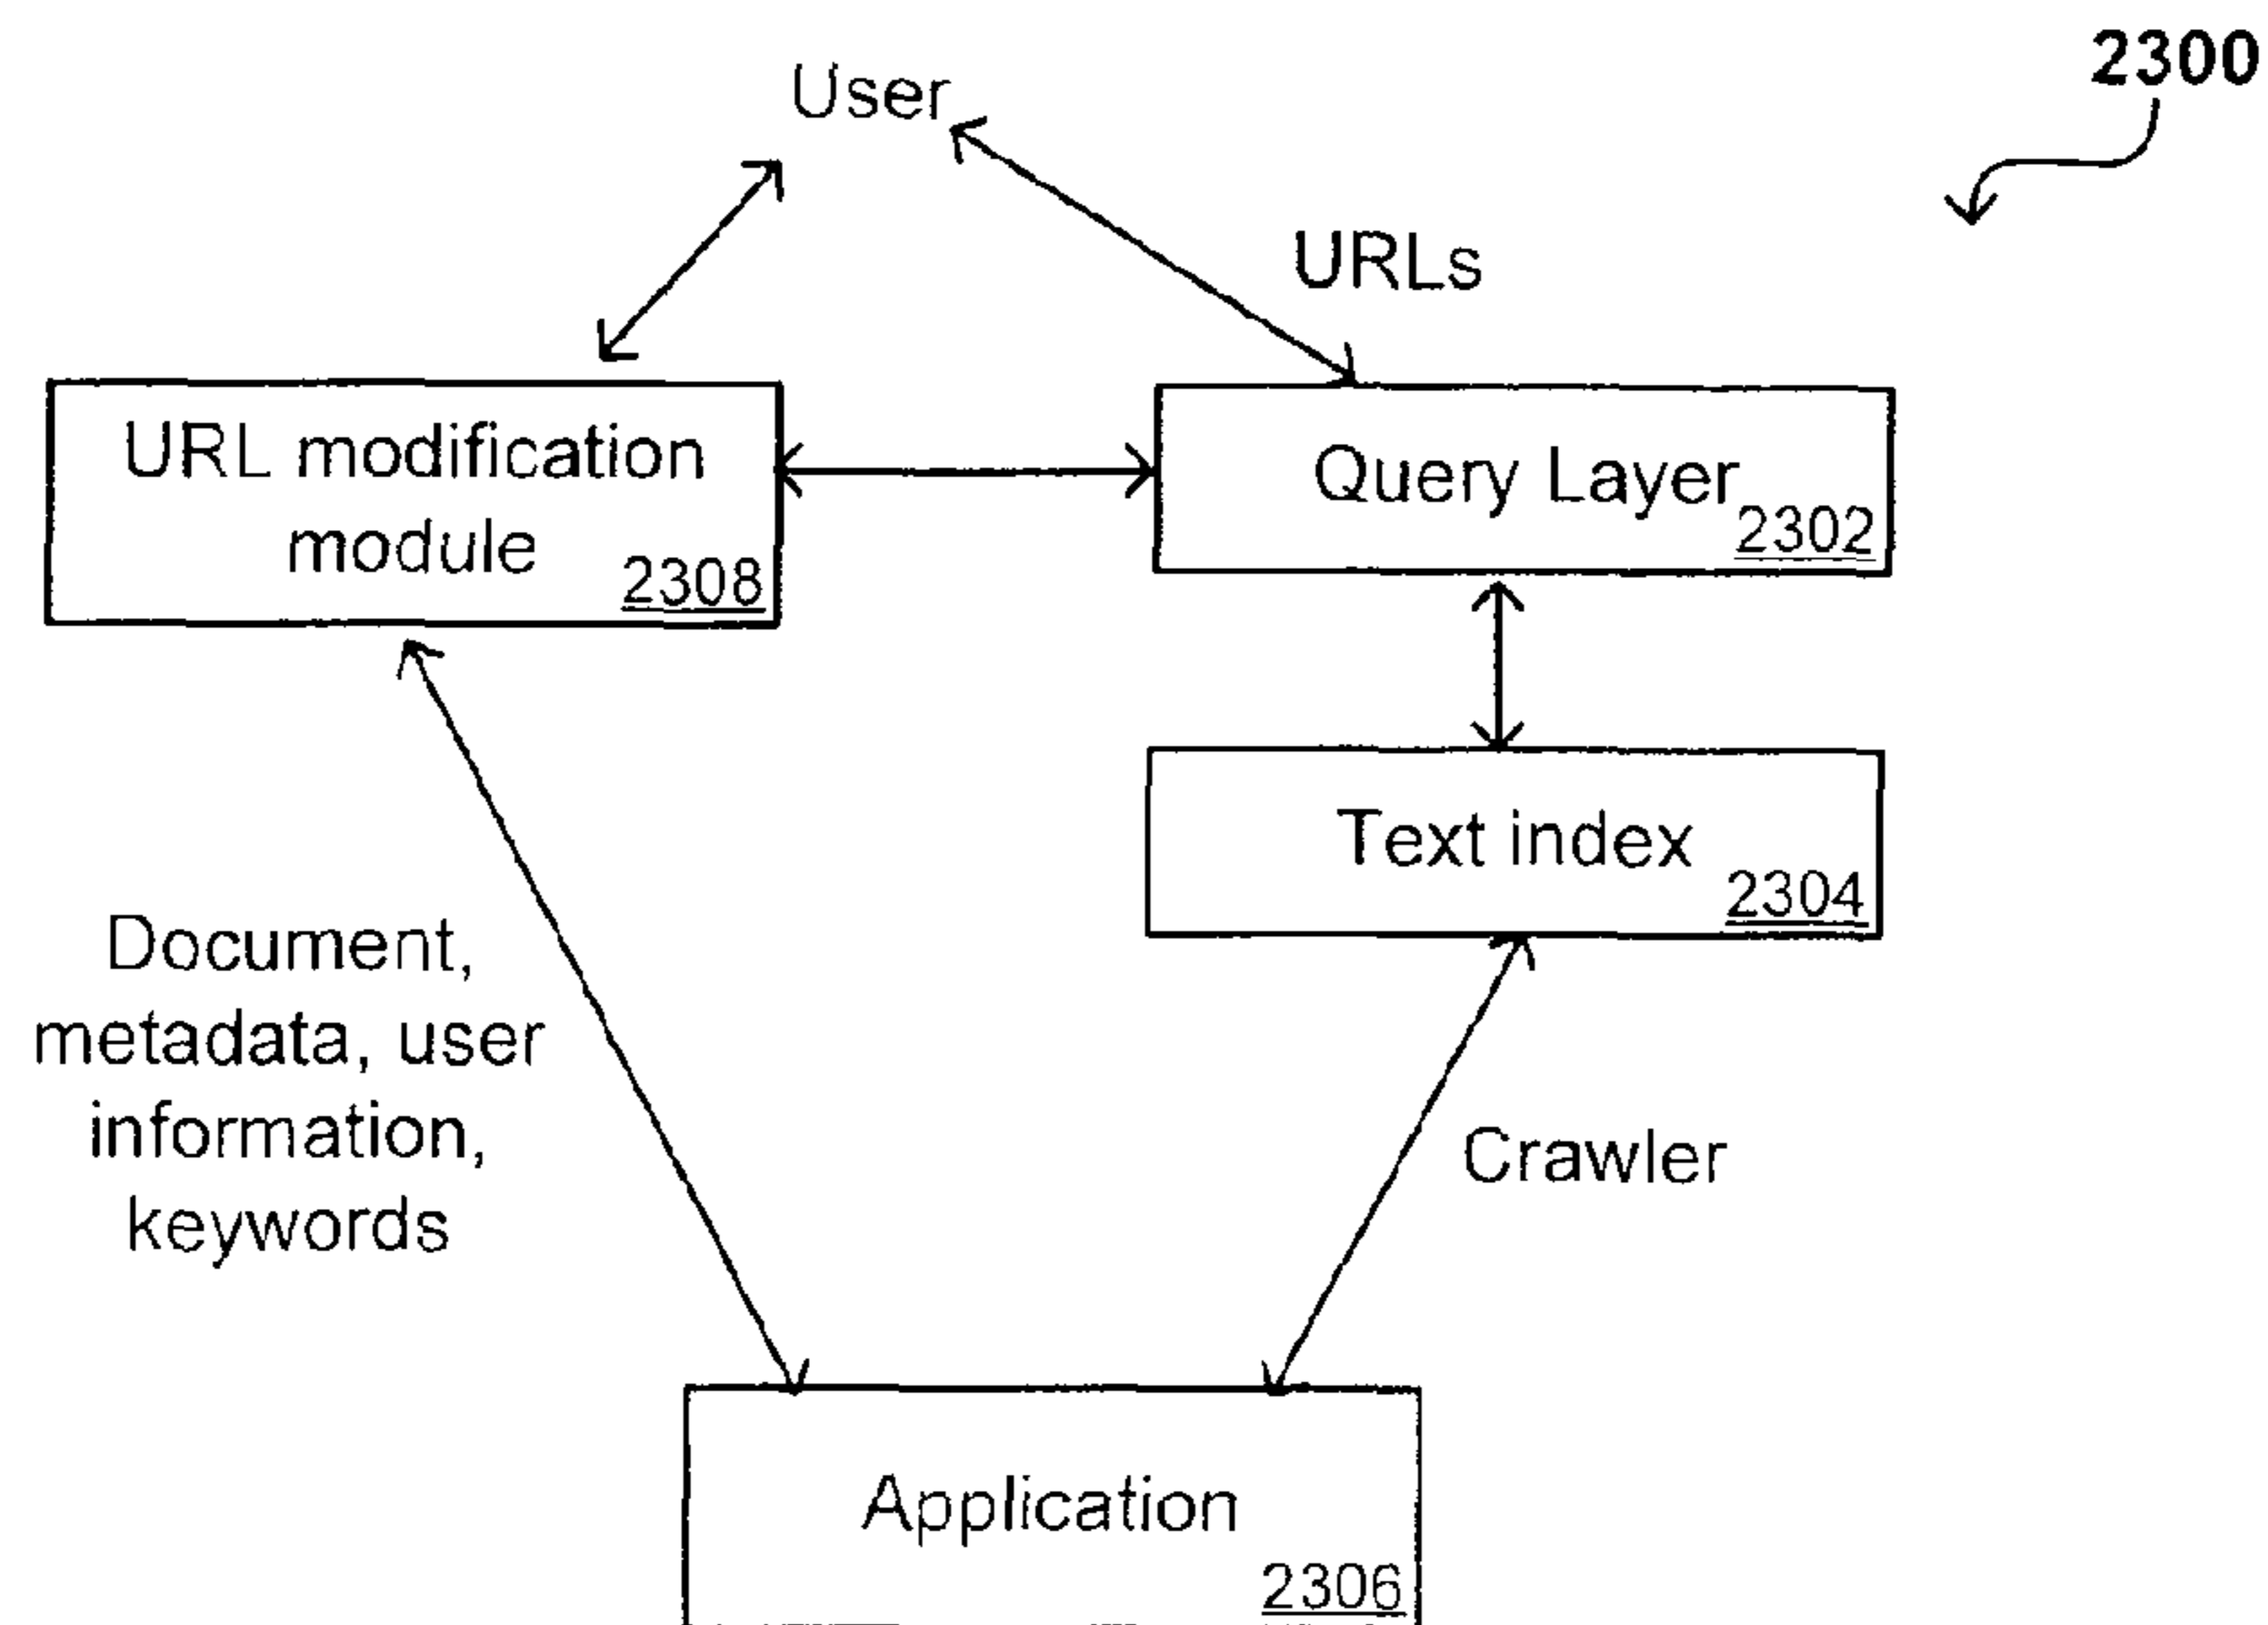 2300
User
URLs
URL modification
module
2308
Query Layer
2302
Text index
2304
Document,
metadata, user
information,
keywords
Crawler
Application
2306